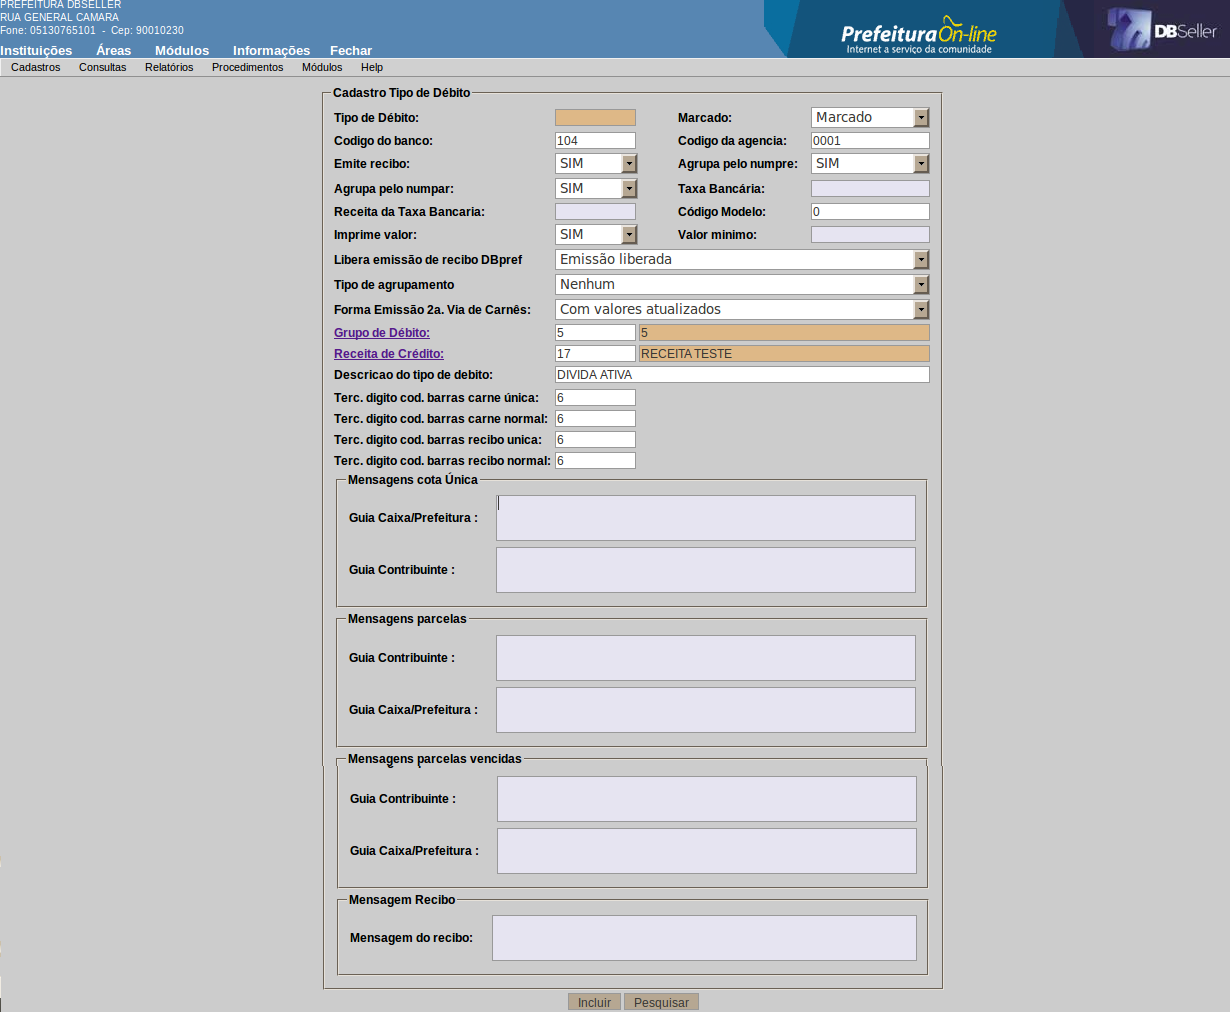 PREFEITURA DBSELLER
RUA GENERAL CAMARA
Fone: 05130765101 - Cep: 90010230
PrefeituraOn-line
Internet a serviço da comunidade
DBSeller
Instituições Áreas Módulos Informações Fechar
Cadastros Consultas Relatórios Procedimentos Módulos Help
Cadastro Tipo de Débito
Tipo de Débito: Marcado: Marcado
Codigo do banco: 104 Codigo da agencia: 0001
Emite recibo: SIM Agrupa pelo numpre: SIM
Agrupa pelo numpar: SIM Taxa Bancária:
Receita da Taxa Bancaria: Código Modelo: 0
Imprime valor: SIM Valor minimo:
Libera emissão de recibo DBpref Emissão liberada
Tipo de agrupamento Nenhum
Forma Emissão 2a. Via de Carnês: Com valores atualizados
Grupo de Débito: 5 5
Receita de Crédito: 17 RECEITA TESTE
Descricao do tipo de debito: DIVIDA ATIVA
Terc. digito cod. barras carne única: 6
Terc. digito cod. barras carne normal: 6
Terc. digito cod. barras recibo unica: 6
Terc. digito cod. barras recibo normal: 6
Mensagens cota Única
Guia Caixa/Prefeitura :
Guia Contribuinte :
Mensagens parcelas
Guia Contribuinte :
Guia Caixa/Prefeitura :
Mensagens parcelas vencidas
Guia Contribuinte :
Guia Caixa/Prefeitura :
Mensagem Recibo
Mensagem do recibo:
Incluir Pesquisar